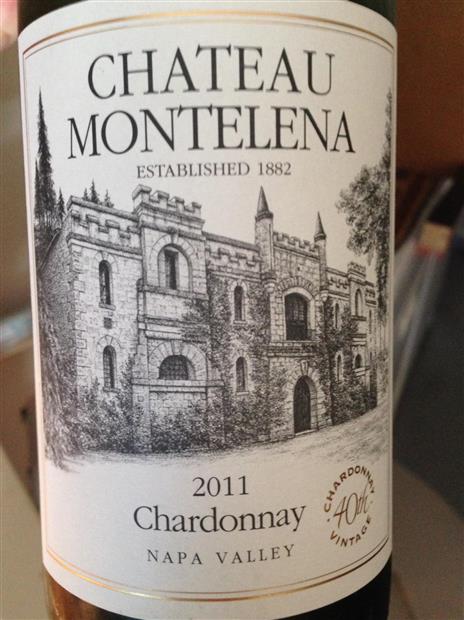 CHATEAU
MONTELENA
ESTABLISHED 1882
2011
Chardonnay
NAPA VALLEY
· CHARDONNAY ·
40th
VINTAGE